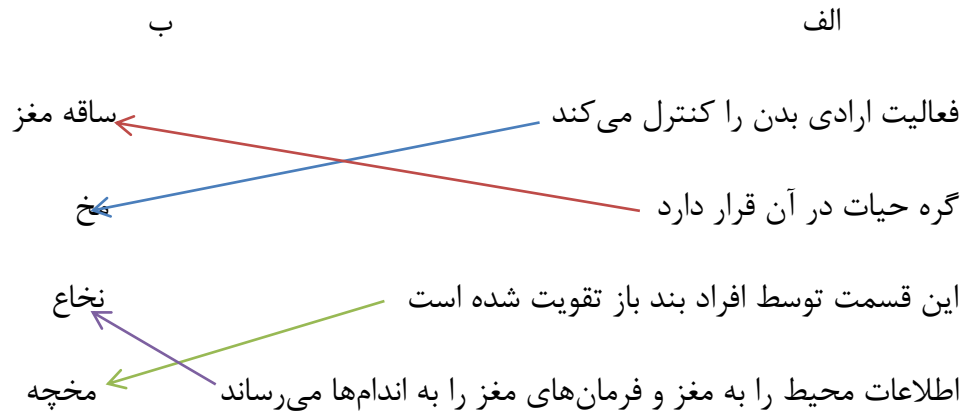 الف ب
فعالیت ارادی بدن را کنترل می‌کند ساقه مغز
گره حیات در آن قرار دارد مخ
این قسمت توسط افراد بند باز تقویت شده است نخاع
اطلاعات محیط را به مغز و فرمان‌های مغز را به اندام‌ها می‌رساند مخچه